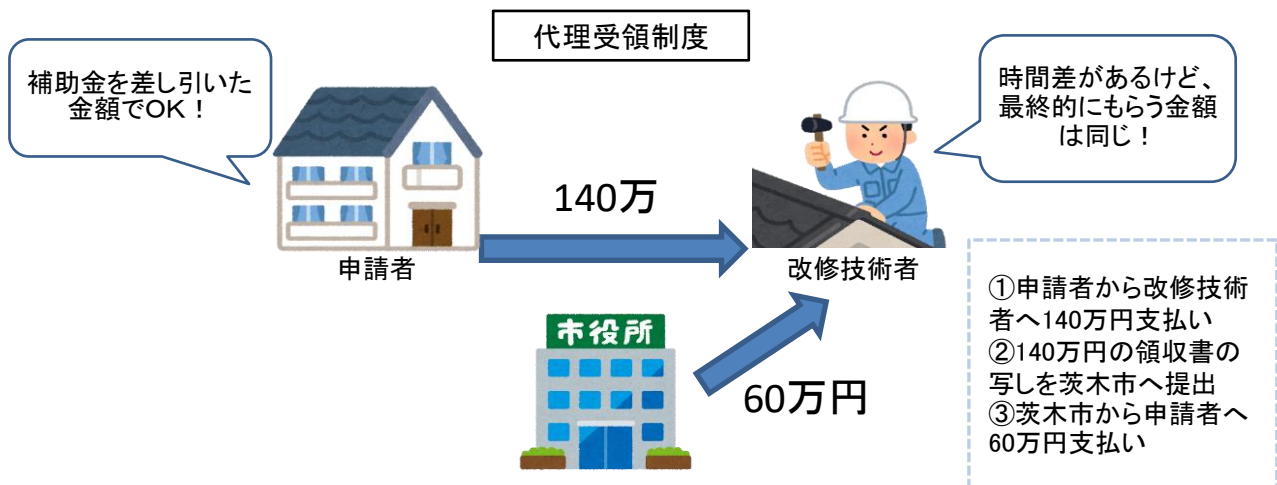 代理受領制度
補助金を差し引いた
金額でOK！
時間差があるけど、
最終的にもらう金額
は同じ！
140万
申請者
改修技術者
市役所
60万円
①申請者から改修技術
者へ140万円支払い
②140万円の領収書の
写しを茨木市へ提出
③茨木市から申請者へ
60万円支払い